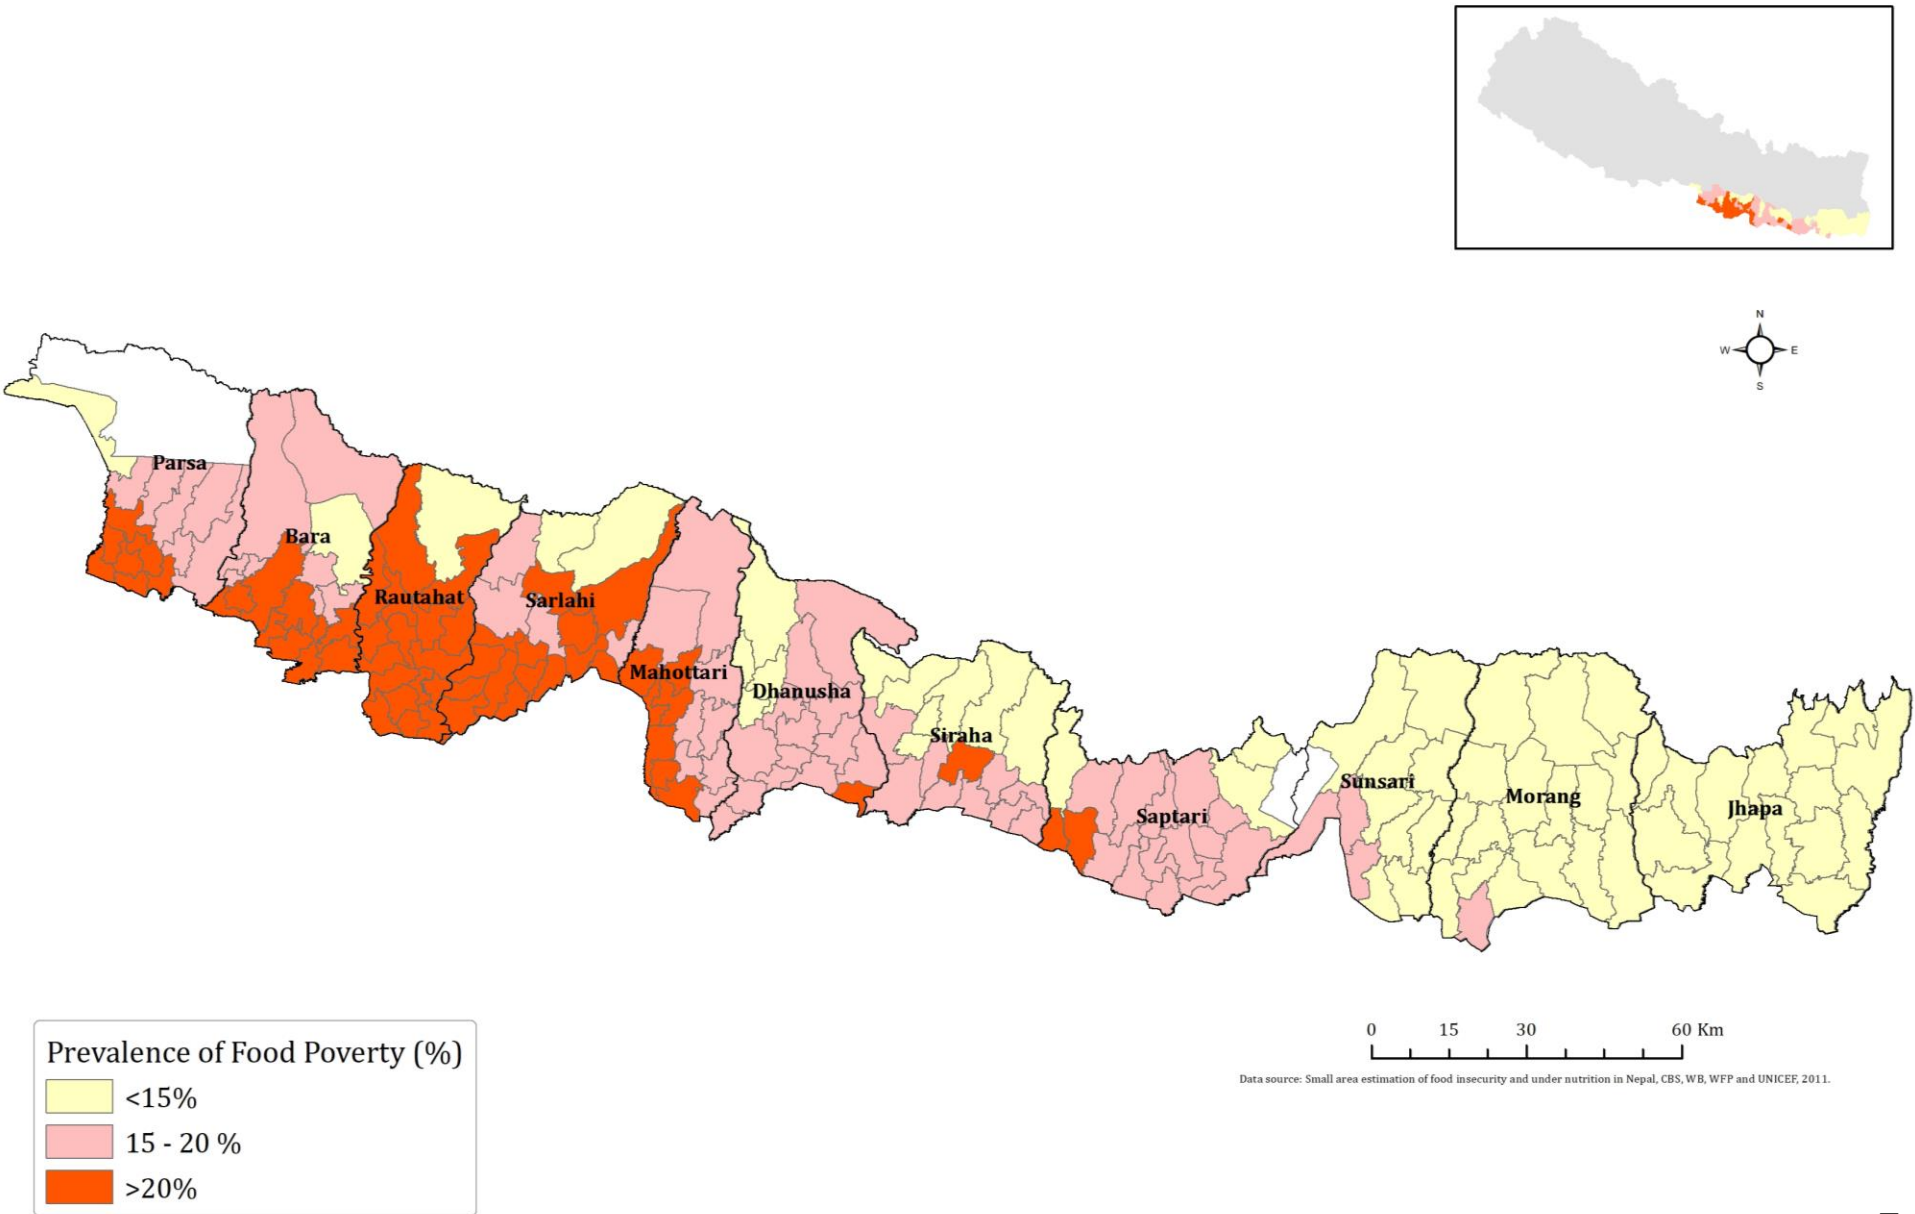 N
W E
S
Parsa
Bara
Rautahat
Sarlahi
Mahottari
Dhanusha
Siraha
Saptari
Sunsari
Morang
Jhapa
0 15 30 60 Km
Data source: Small area estimation of food insecurity and under nutrition in Nepal, CBS, WB, WFP and UNICEF, 2011.
Prevalence of Food Poverty (%)
<15%
15 - 20 %
>20%